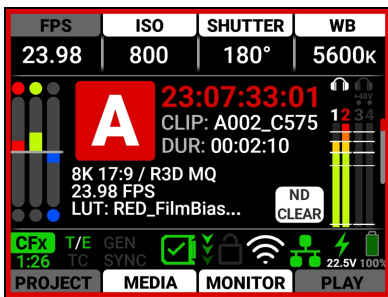 FPS ISO SHUTTER WB
23.98 800 180° 5600K
A
23:07:33:01
CLIP: A002_C575
DUR: 00:02:10
8K 17:9 / R3D MQ
23.98 FPS
LUT: RED_FilmBias...
ND
CLEAR
+48V
1 2 3 4
CFX T/E GEN
1:26 TC SYNC
22.5V 100%
PROJECT MEDIA MONITOR PLAY